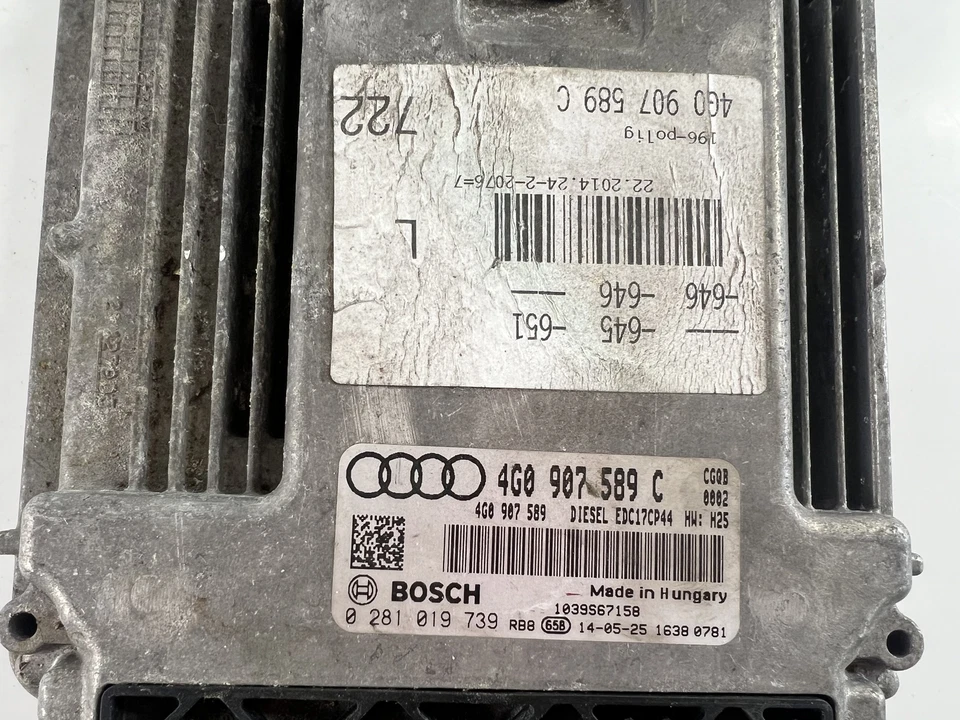 4G0 907 589 C
196-polig
722
22.2014.24-2-2076=7
L
-646 -646 ——
—— -645 -651
4G0 907 589 C CGQB
0002
4G0 907 589 DIESEL EDC17CP44 HW: H25
BOSCH Made in Hungary
1039S67158
0 281 019 739 RB8 65B 14-05-25 1638 0781